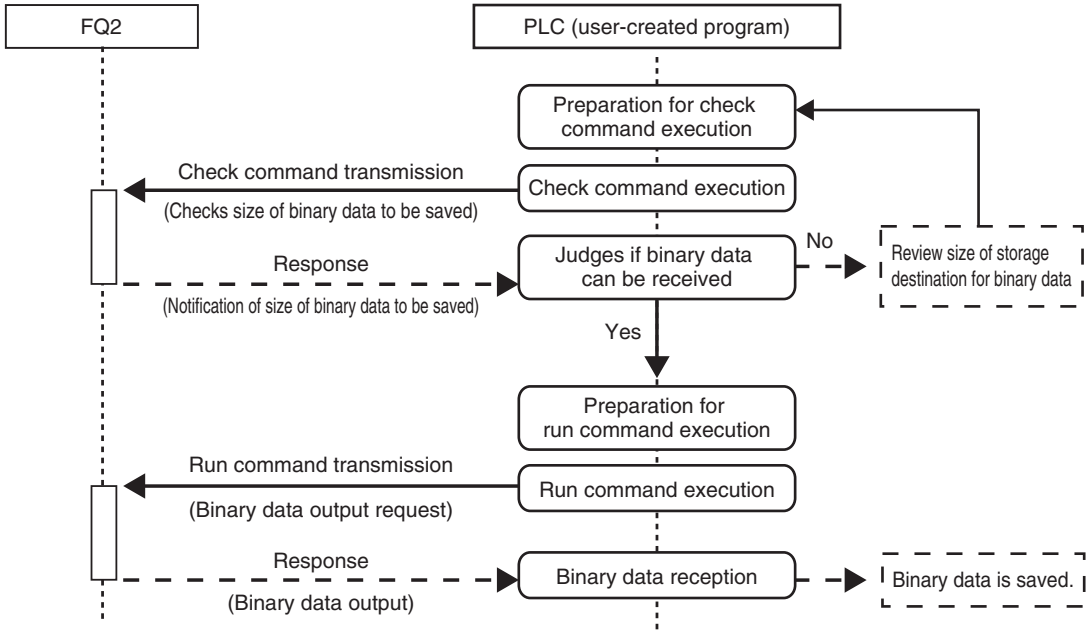 FQ2
PLC (user-created program)
Preparation for check
command execution
Check command transmission
(Checks size of binary data to be saved)
Check command execution
Response
(Notification of size of binary data to be saved)
Judges if binary data
can be received
No
Review size of storage
destination for binary data
Yes
Preparation for
run command execution
Run command transmission
(Binary data output request)
Run command execution
Response
(Binary data output)
Binary data reception
Binary data is saved.